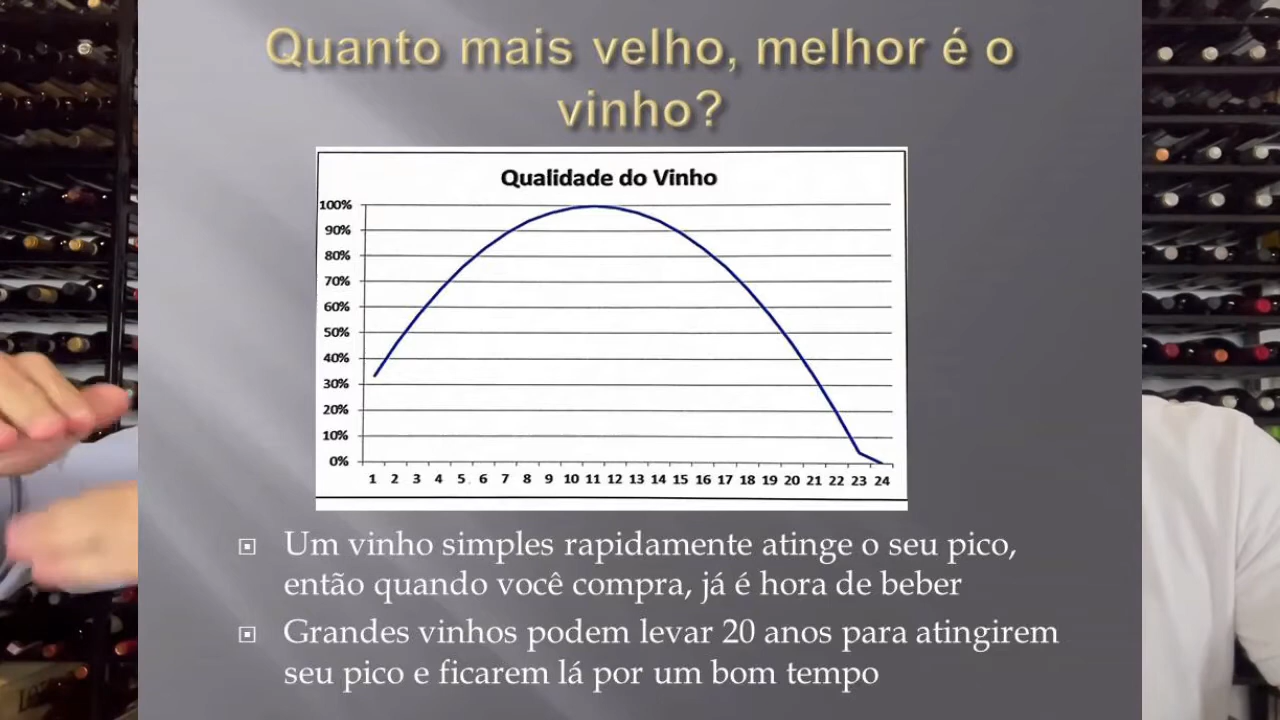 Quanto mais velho, melhor é o
vinho?
Qualidade do Vinho
100%
90%
80%
70%
60%
50%
40%
30%
20%
10%
0%
1 2 3 4 5 6 7 8 9 10 11 12 13 14 15 16 17 18 19 20 21 22 23 24
Um vinho simples rapidamente atinge o seu pico,
então quando você compra, já é hora de beber
Grandes vinhos podem levar 20 anos para atingirem
seu pico e ficarem lá por um bom tempo